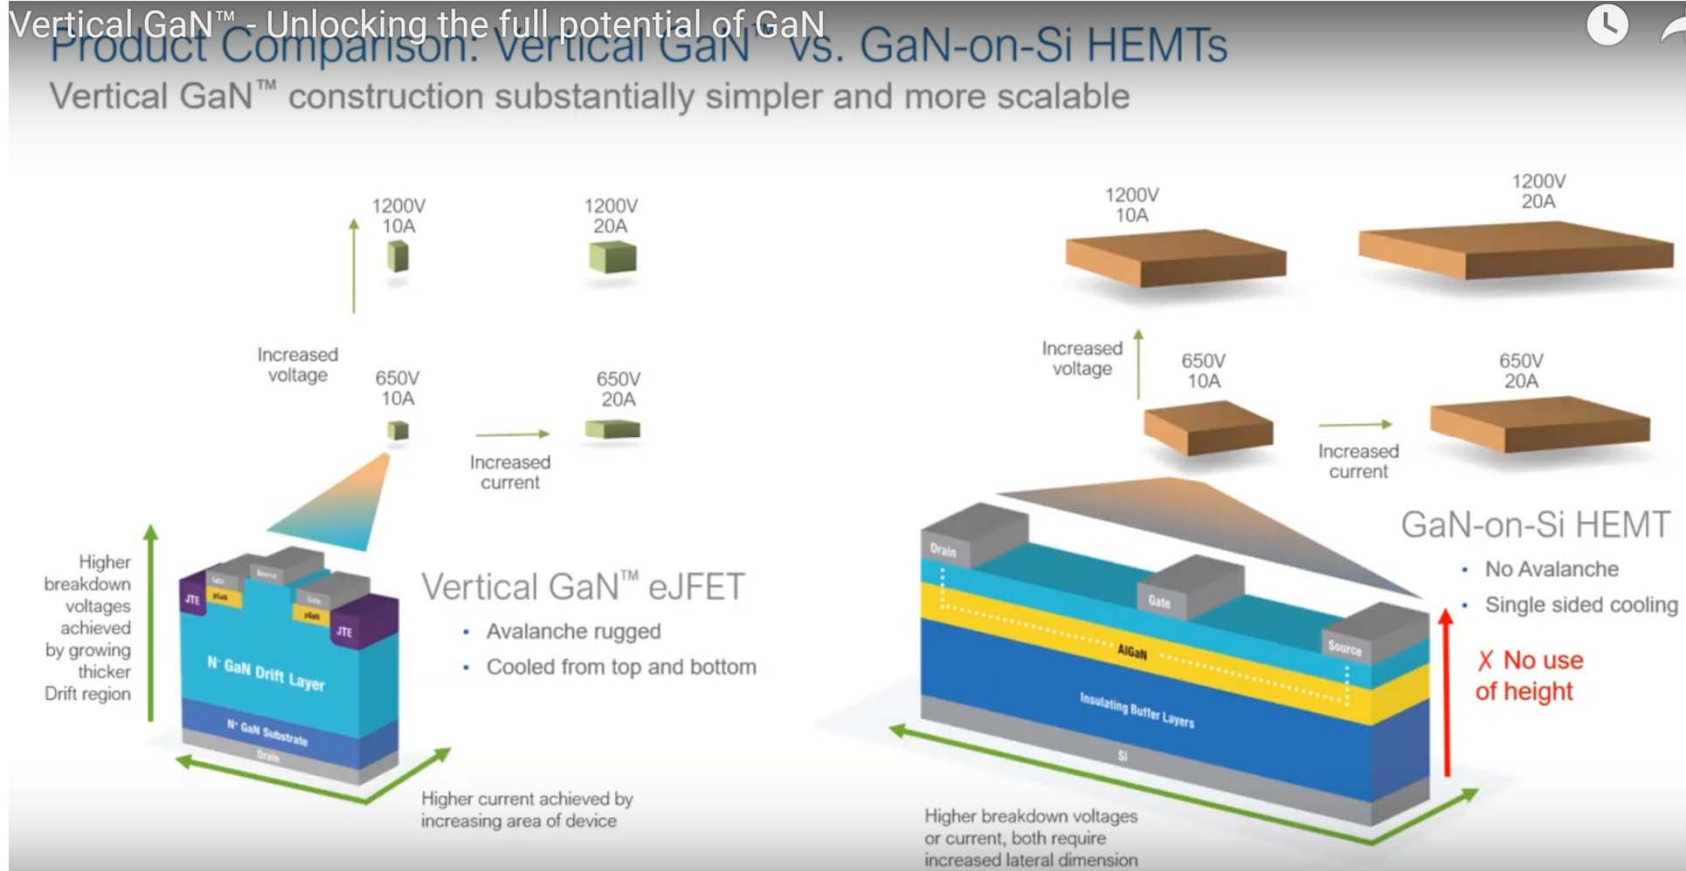 Vertical GaN™ - Unlocking the full potential of GaN
Product Comparison: Vertical GaN™ vs. GaN-on-Si HEMTs
Vertical GaN™ construction substantially simpler and more scalable
1200V
10A
1200V
20A
Increased
voltage
650V
10A
650V
20A
Increased
current
Higher
breakdown
voltages
achieved
by growing
thicker
Drift region
JTE
Gate
pGaN
Source
Gate
pGaN
JTE
N⁻ GaN Drift Layer
N⁺ GaN Substrate
Drain
Vertical GaN™ eJFET
• Avalanche rugged
• Cooled from top and bottom
Higher current achieved by
increasing area of device
1200V
10A
1200V
20A
Increased
voltage
650V
10A
650V
20A
Increased
current
GaN-on-Si HEMT
• No Avalanche
• Single sided cooling
Drain
Gate
Source
AlGaN
Insulating Buffer Layers
Si
X No use
of height
Higher breakdown voltages
or current, both require
increased lateral dimension